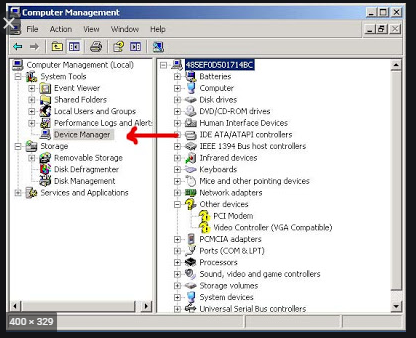 Computer Management
File Action View Window Help
Computer Management (Local)
System Tools
Event Viewer
Shared Folders
Local Users and Groups
Performance Logs and Alerts
Device Manager
Storage
Removable Storage
Disk Defragmenter
Disk Management
Services and Applications
485EF0D501714BC
Batteries
Computer
Disk drives
DVD/CD-ROM drives
Human Interface Devices
IDE ATA/ATAPI controllers
IEEE 1394 Bus host controllers
Infrared devices
Keyboards
Mice and other pointing devices
Network adapters
Other devices
PCI Modem
Video Controller (VGA Compatible)
PCMCIA adapters
Ports (COM & LPT)
Processors
Sound, video and game controllers
Storage volumes
System devices
Universal Serial Bus controllers
400 × 329